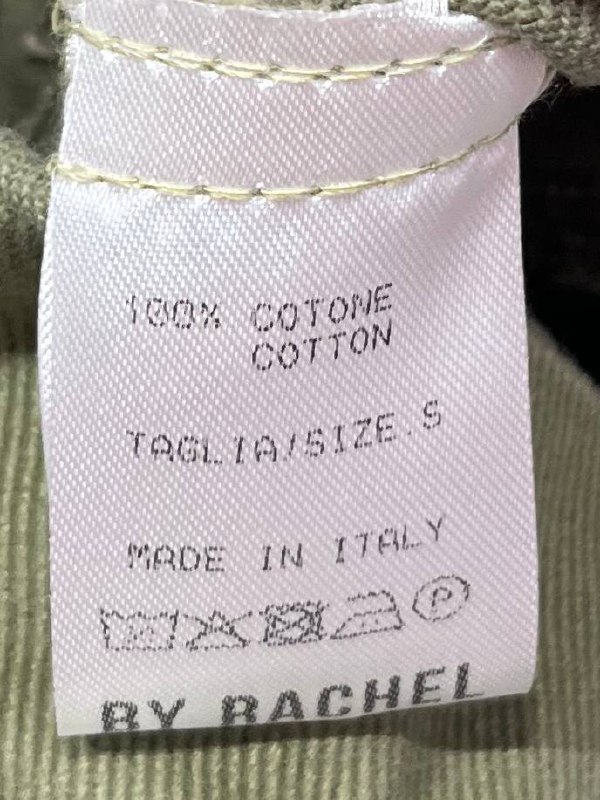 100% COTONE
COTTON
TAGLIA/SIZE.S
MADE IN ITALY
P
BY RACHEL